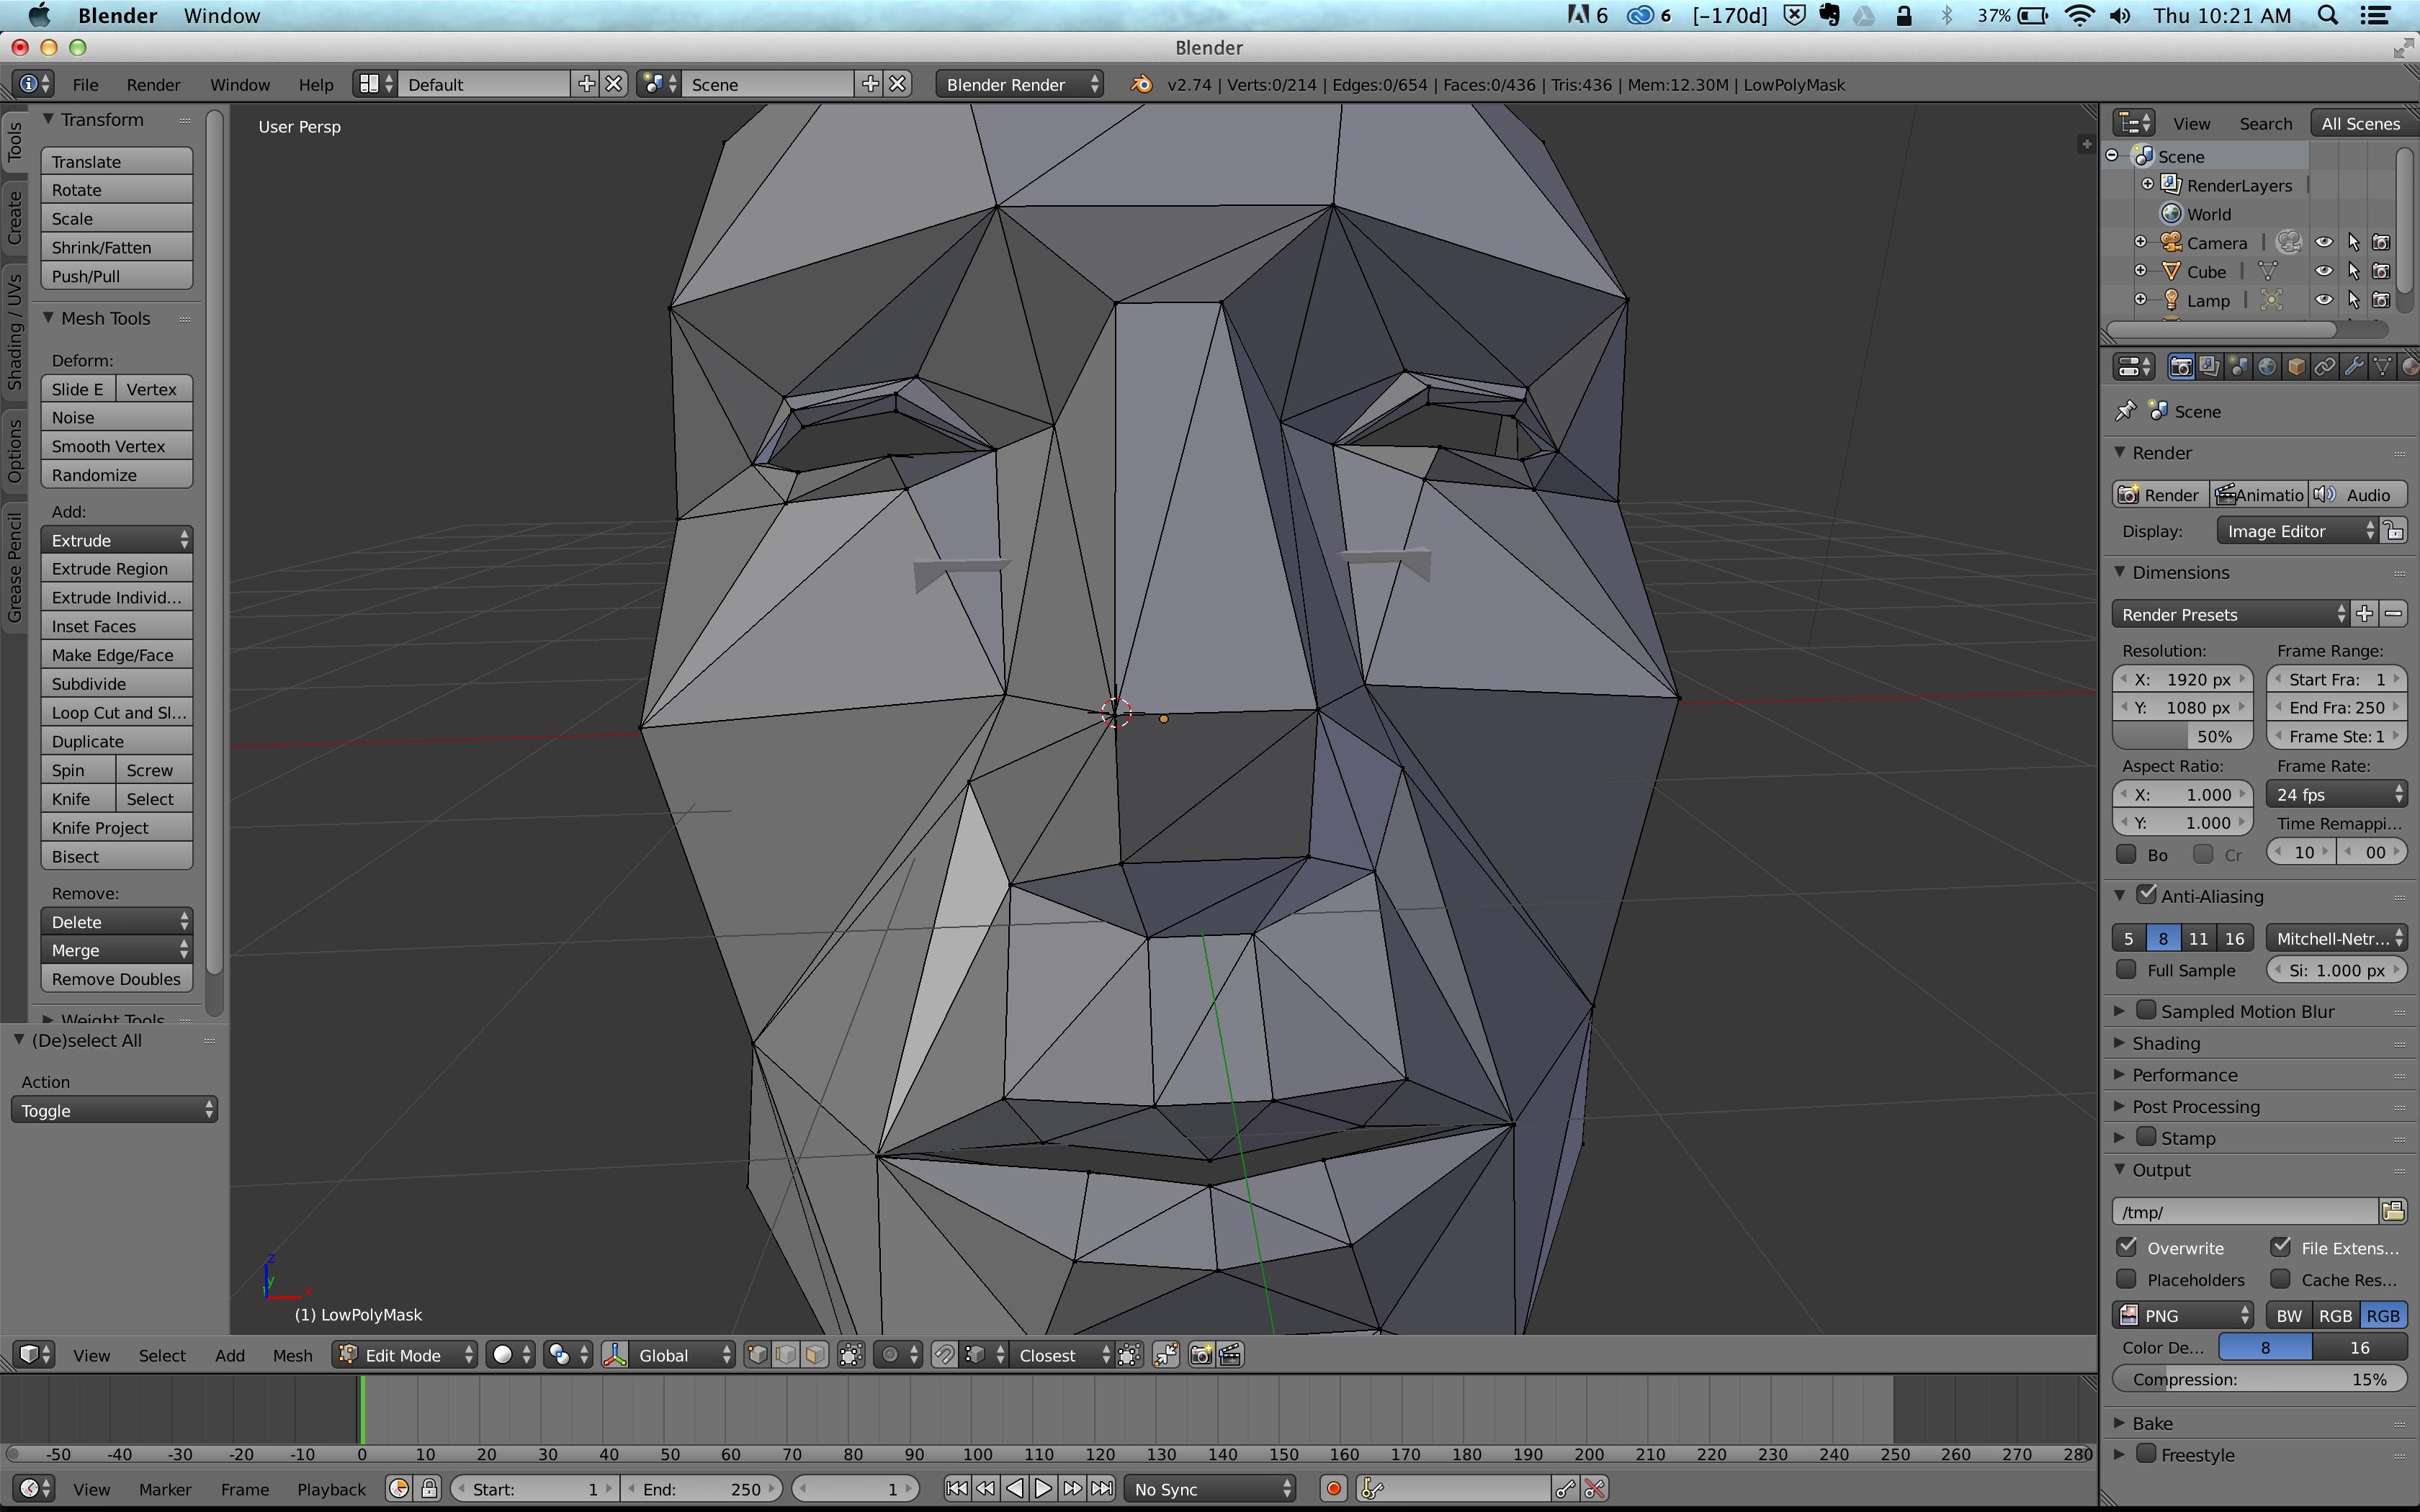 Blender Window 6 6 [-170d] 37% Thu 10:21 AM
Blender
File Render Window Help Default Scene Blender Render v2.74 | Verts:0/214 | Edges:0/654 | Faces:0/436 | Tris:436 | Mem:12.30M | LowPolyMask
Tools
Create
Shading / UVs
Options
Grease Pencil
Transform
Translate
Rotate
Scale
Shrink/Fatten
Push/Pull
Mesh Tools
Deform:
Slide E Vertex
Noise
Smooth Vertex
Randomize
Add:
Extrude
Extrude Region
Extrude Individ...
Inset Faces
Make Edge/Face
Subdivide
Loop Cut and Sl...
Duplicate
Spin Screw
Knife Select
Knife Project
Bisect
Remove:
Delete
Merge
Remove Doubles
Weight Tools
(De)select All
Action
Toggle
User Persp
z
y
x
(1) LowPolyMask
View Select Add Mesh Edit Mode Global Closest
-50 -40 -30 -20 -10 0 10 20 30 40 50 60 70 80 90 100 110 120 130 140 150 160 170 180 190 200 210 220 230 240 250 260 270 280
View Marker Frame Playback Start: 1 End: 250 1 No Sync
View Search All Scenes
Scene
RenderLayers
World
Camera
Cube
Lamp
Scene
Render
Render Animatio Audio
Display: Image Editor
Dimensions
Render Presets
Resolution: Frame Range:
X: 1920 px Start Fra: 1
Y: 1080 px End Fra: 250
50% Frame Ste: 1
Aspect Ratio: Frame Rate:
X: 1.000 24 fps
Y: 1.000 Time Remappi...
Bo Cr 10 00
Anti-Aliasing
5 8 11 16 Mitchell-Netr...
Full Sample Si: 1.000 px
Sampled Motion Blur
Shading
Performance
Post Processing
Stamp
Output
/tmp/
Overwrite File Extens...
Placeholders Cache Res...
PNG BW RGB RGB
Color De... 8 16
Compression: 15%
Bake
Freestyle